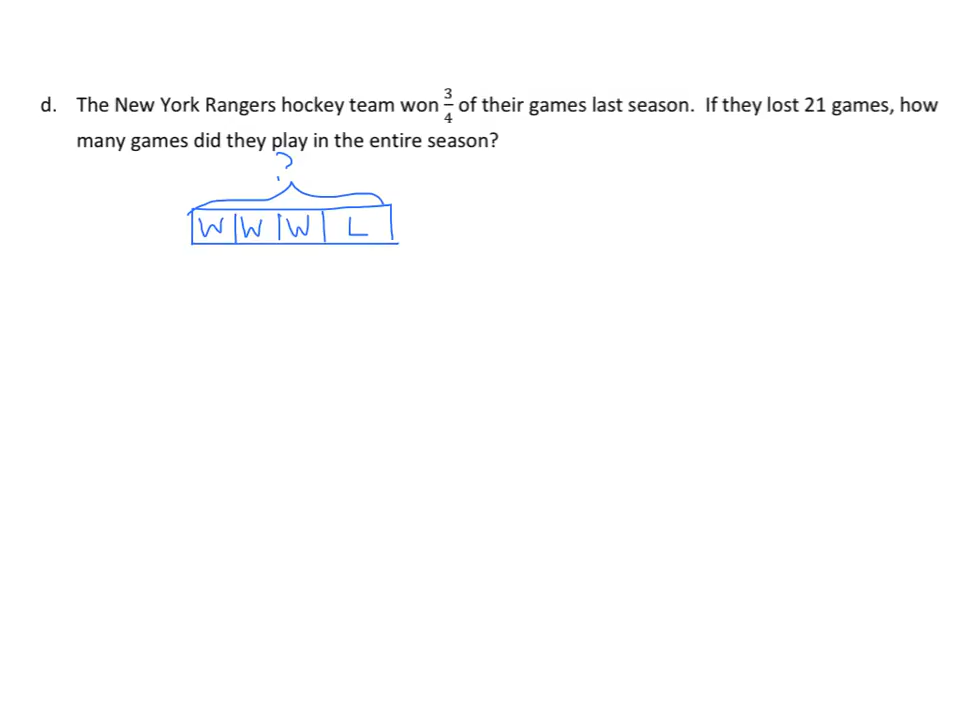 d. The New York Rangers hockey team won 3/4 of their games last season. If they lost 21 games, how
many games did they play in the entire season?
?
W W W L